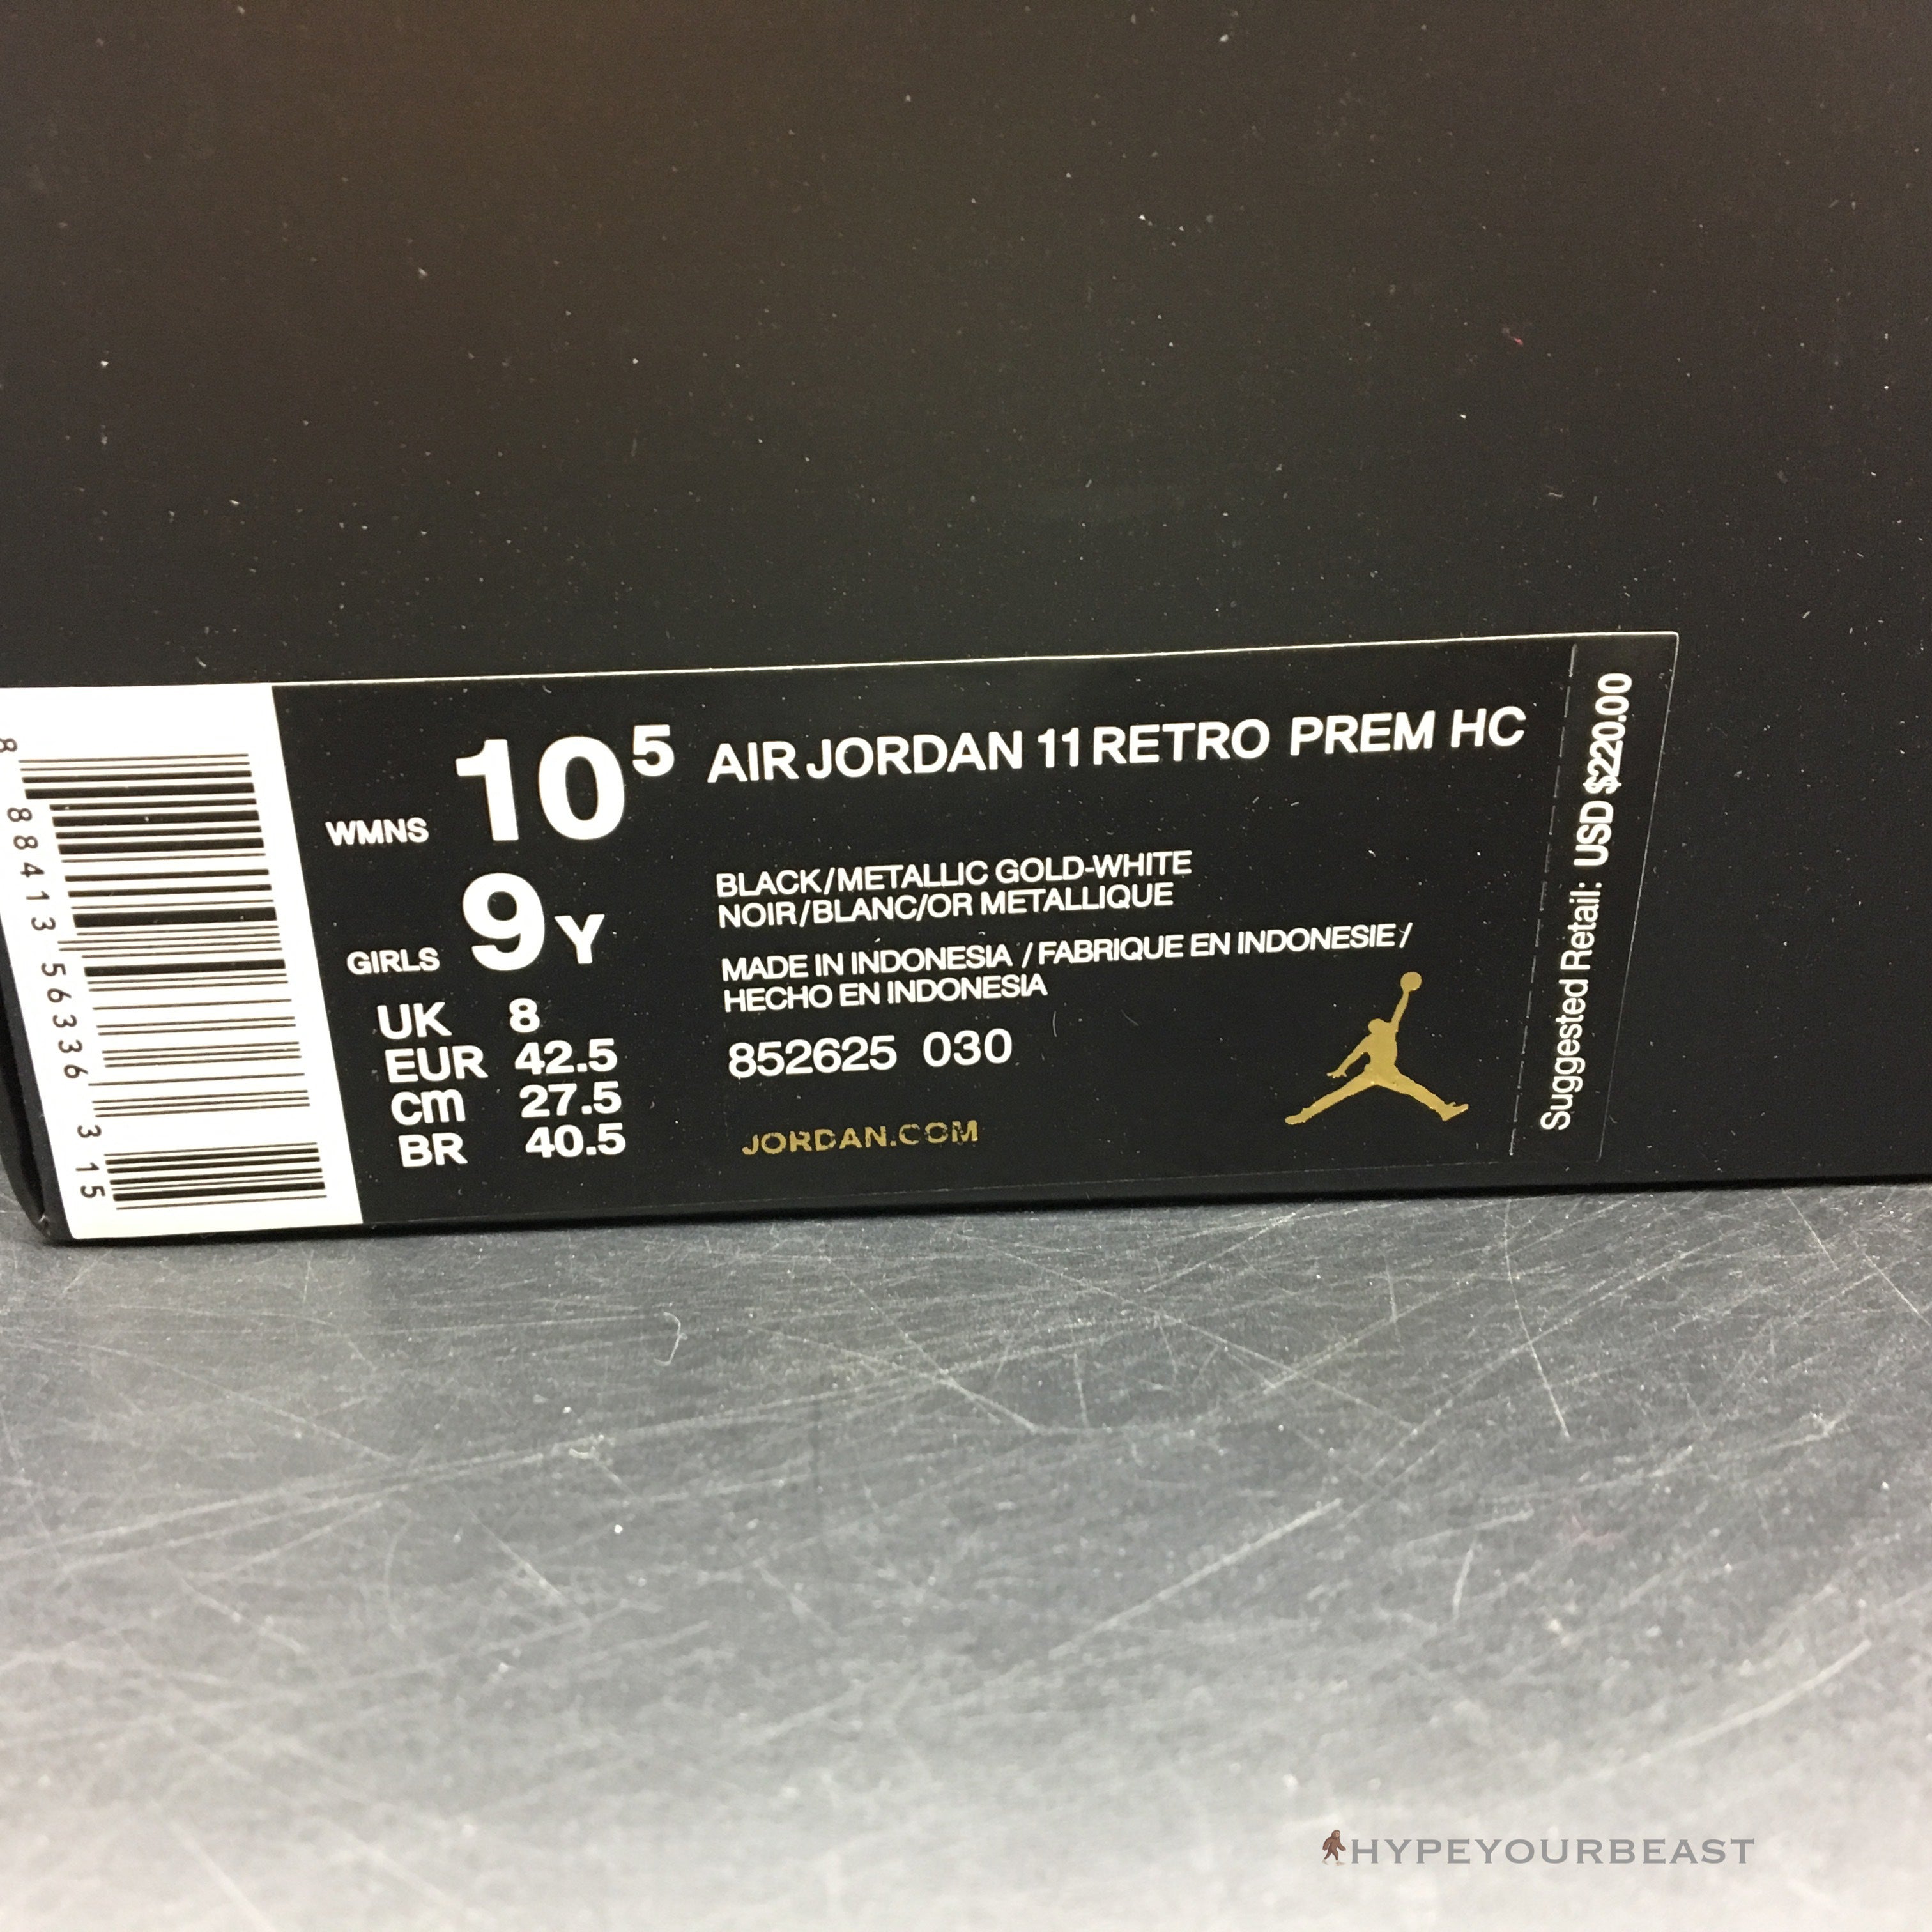 WMNS 10 5 AIR JORDAN 11 RETRO PREM HC
GIRLS 9Y
BLACK/METALLIC GOLD-WHITE
NOIR/BLANC/OR METALLIQUE
MADE IN INDONESIA / FABRIQUE EN INDONESIE /
HECHO EN INDONESIA
UK 8
EUR 42.5
cm 27.5
BR 40.5
852625 030
JORDAN.COM
Suggested Retail: USD $220.00
8 88413 56336 3 15
HYPEYOURBEAST